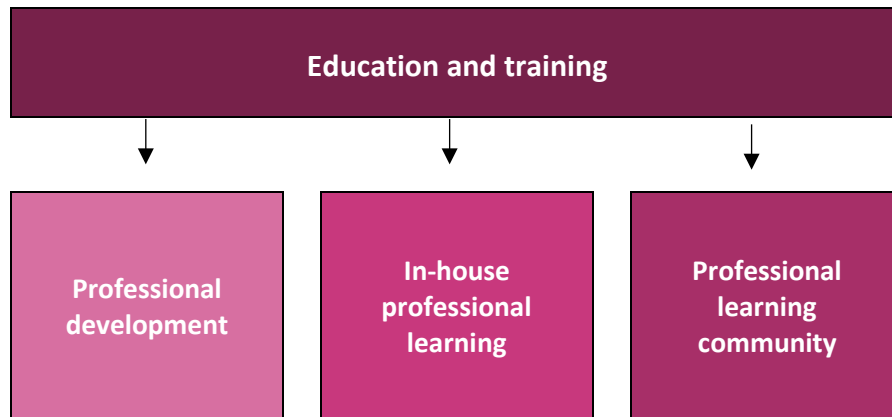 Education and training
Professional
development
In-house
professional
learning
Professional
learning
community